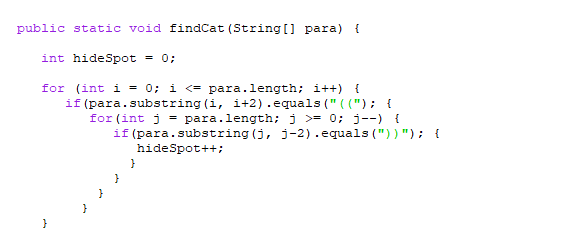 public static void findCat(String[] para) {
int hideSpot = 0;
for (int i = 0; i <= para.length; i++) {
if(para.substring(i, i+2).equals("(("); {
for(int j = para.length; j >= 0; j--) {
if(para.substring(j, j-2).equals("))"); {
hideSpot++;
}
}
}
}
}